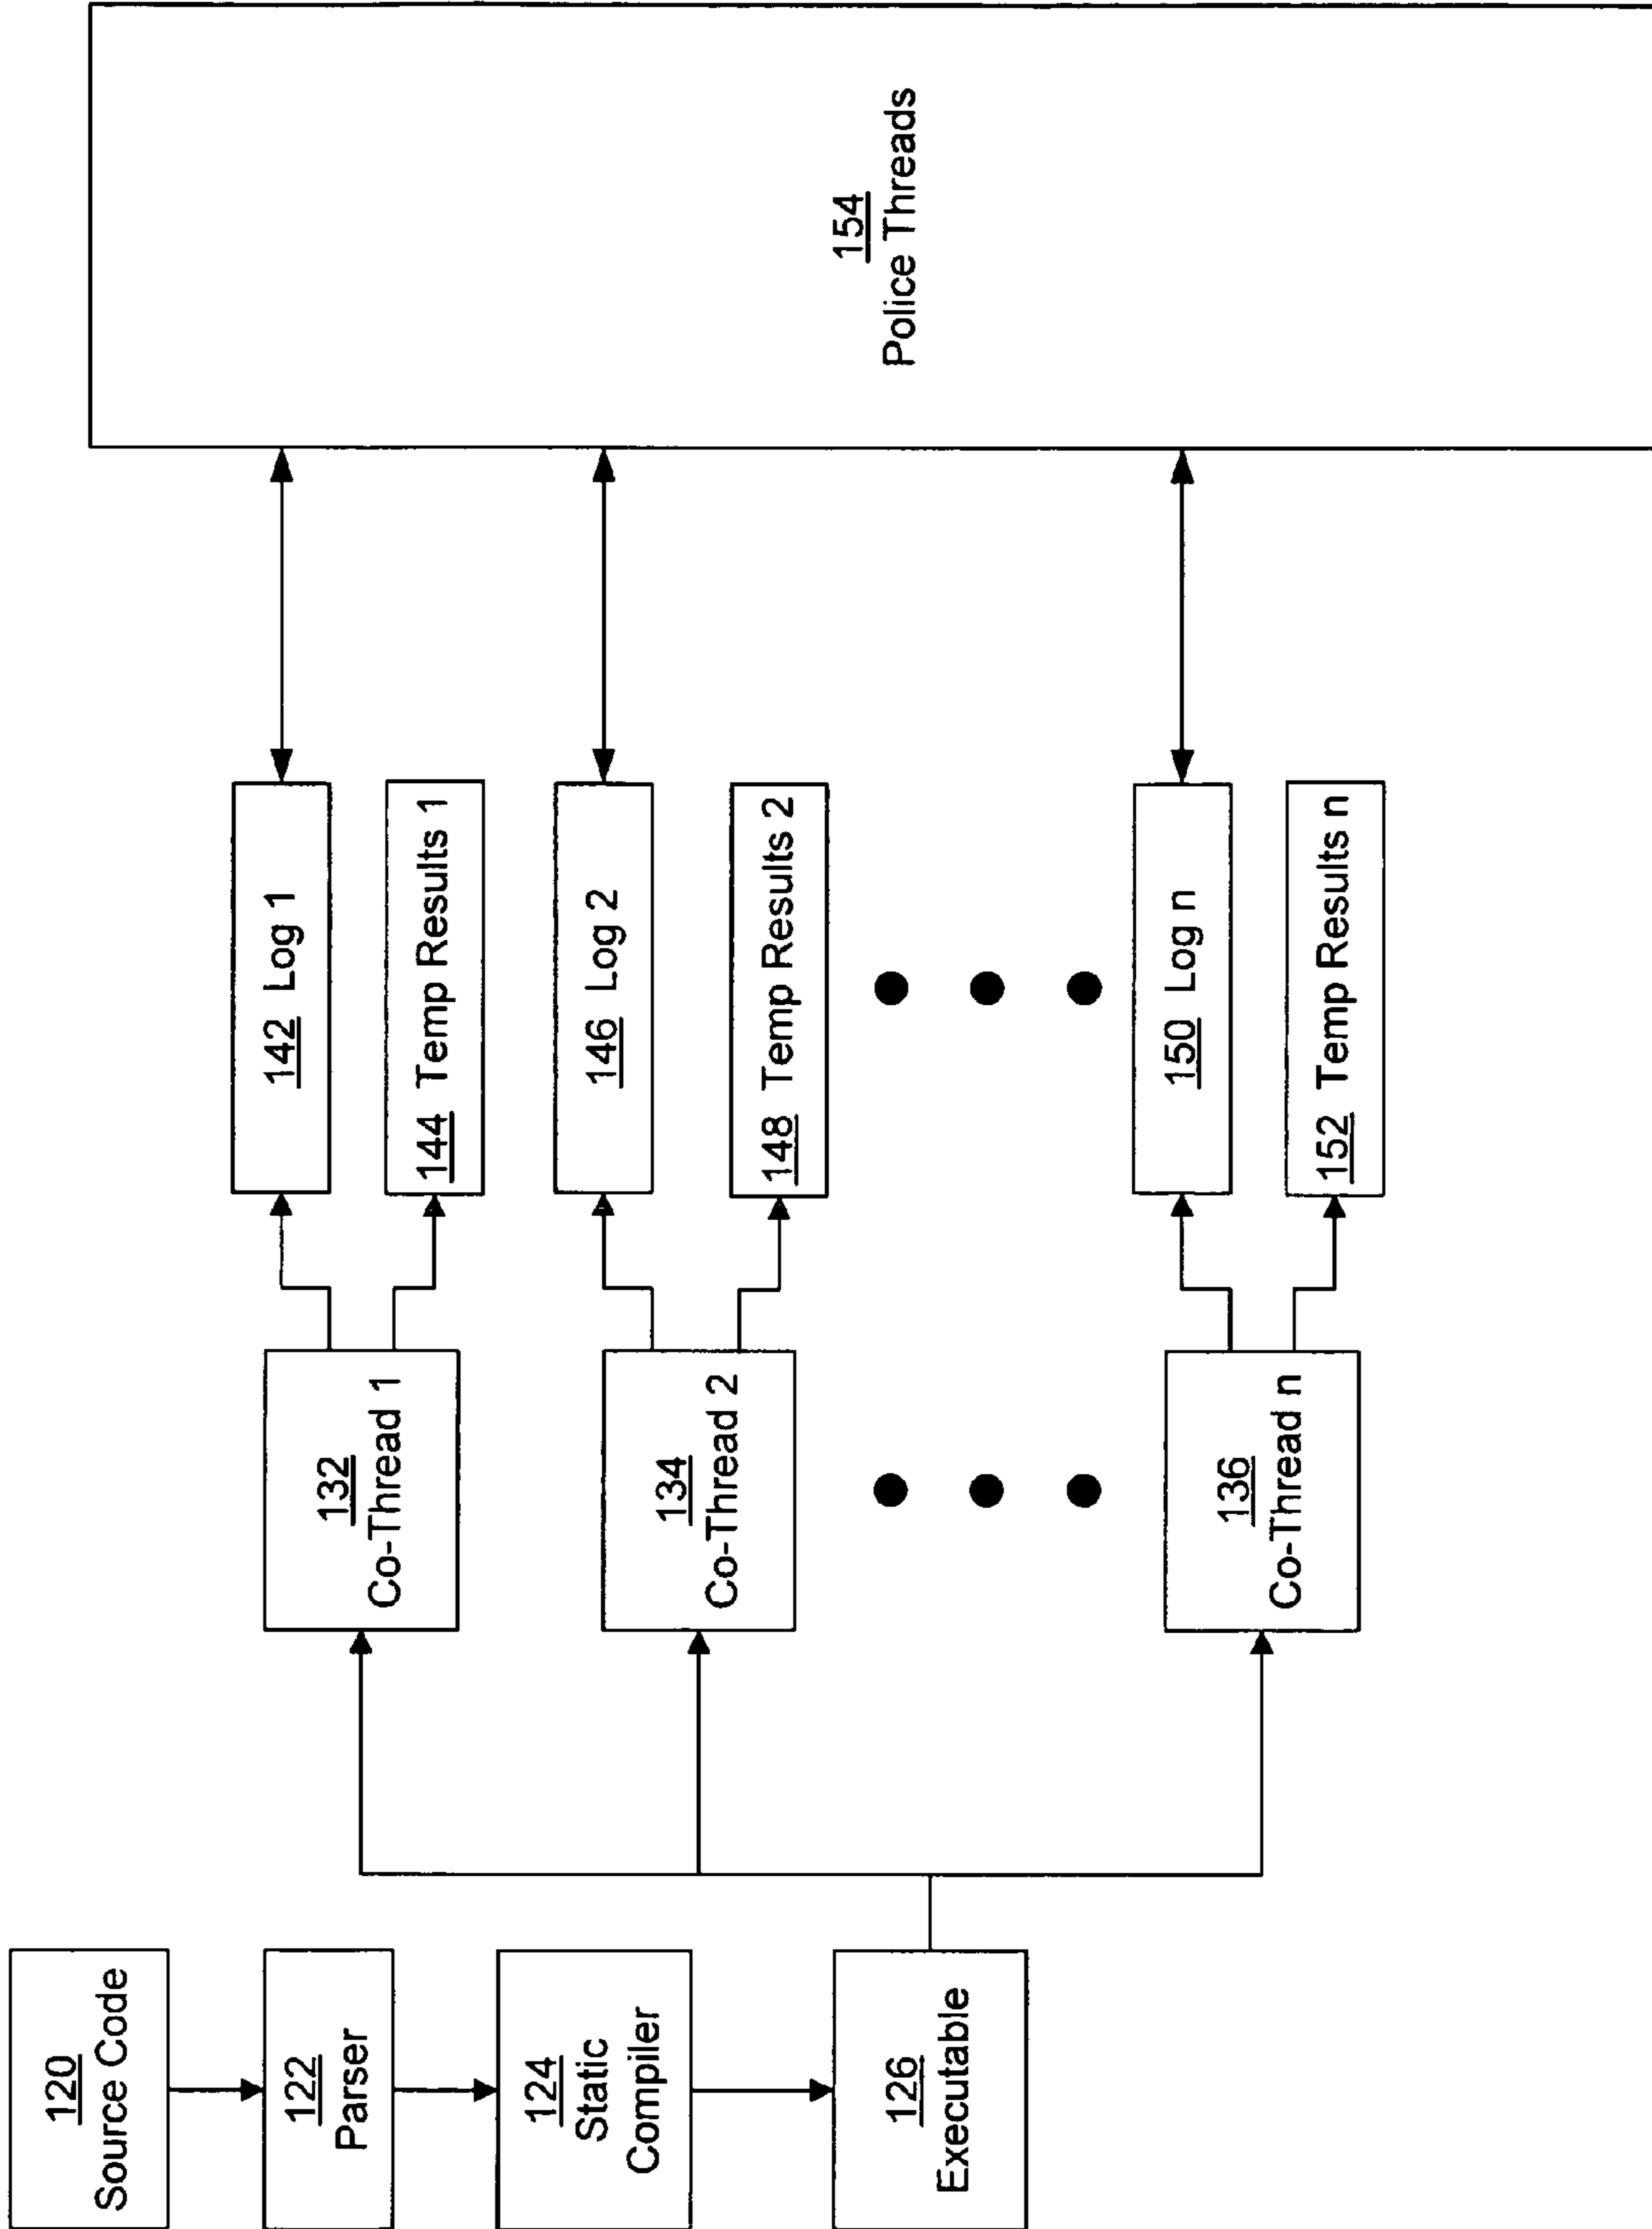 120
Source Code
122
Parser
124
Static
Compiler
126
Executable
132
Co-Thread 1
134
Co-Thread 2
136
Co-Thread n
142 Log 1
144 Temp Results 1
146 Log 2
148 Temp Results 2
150 Log n
152 Temp Results n
154
Police Threads